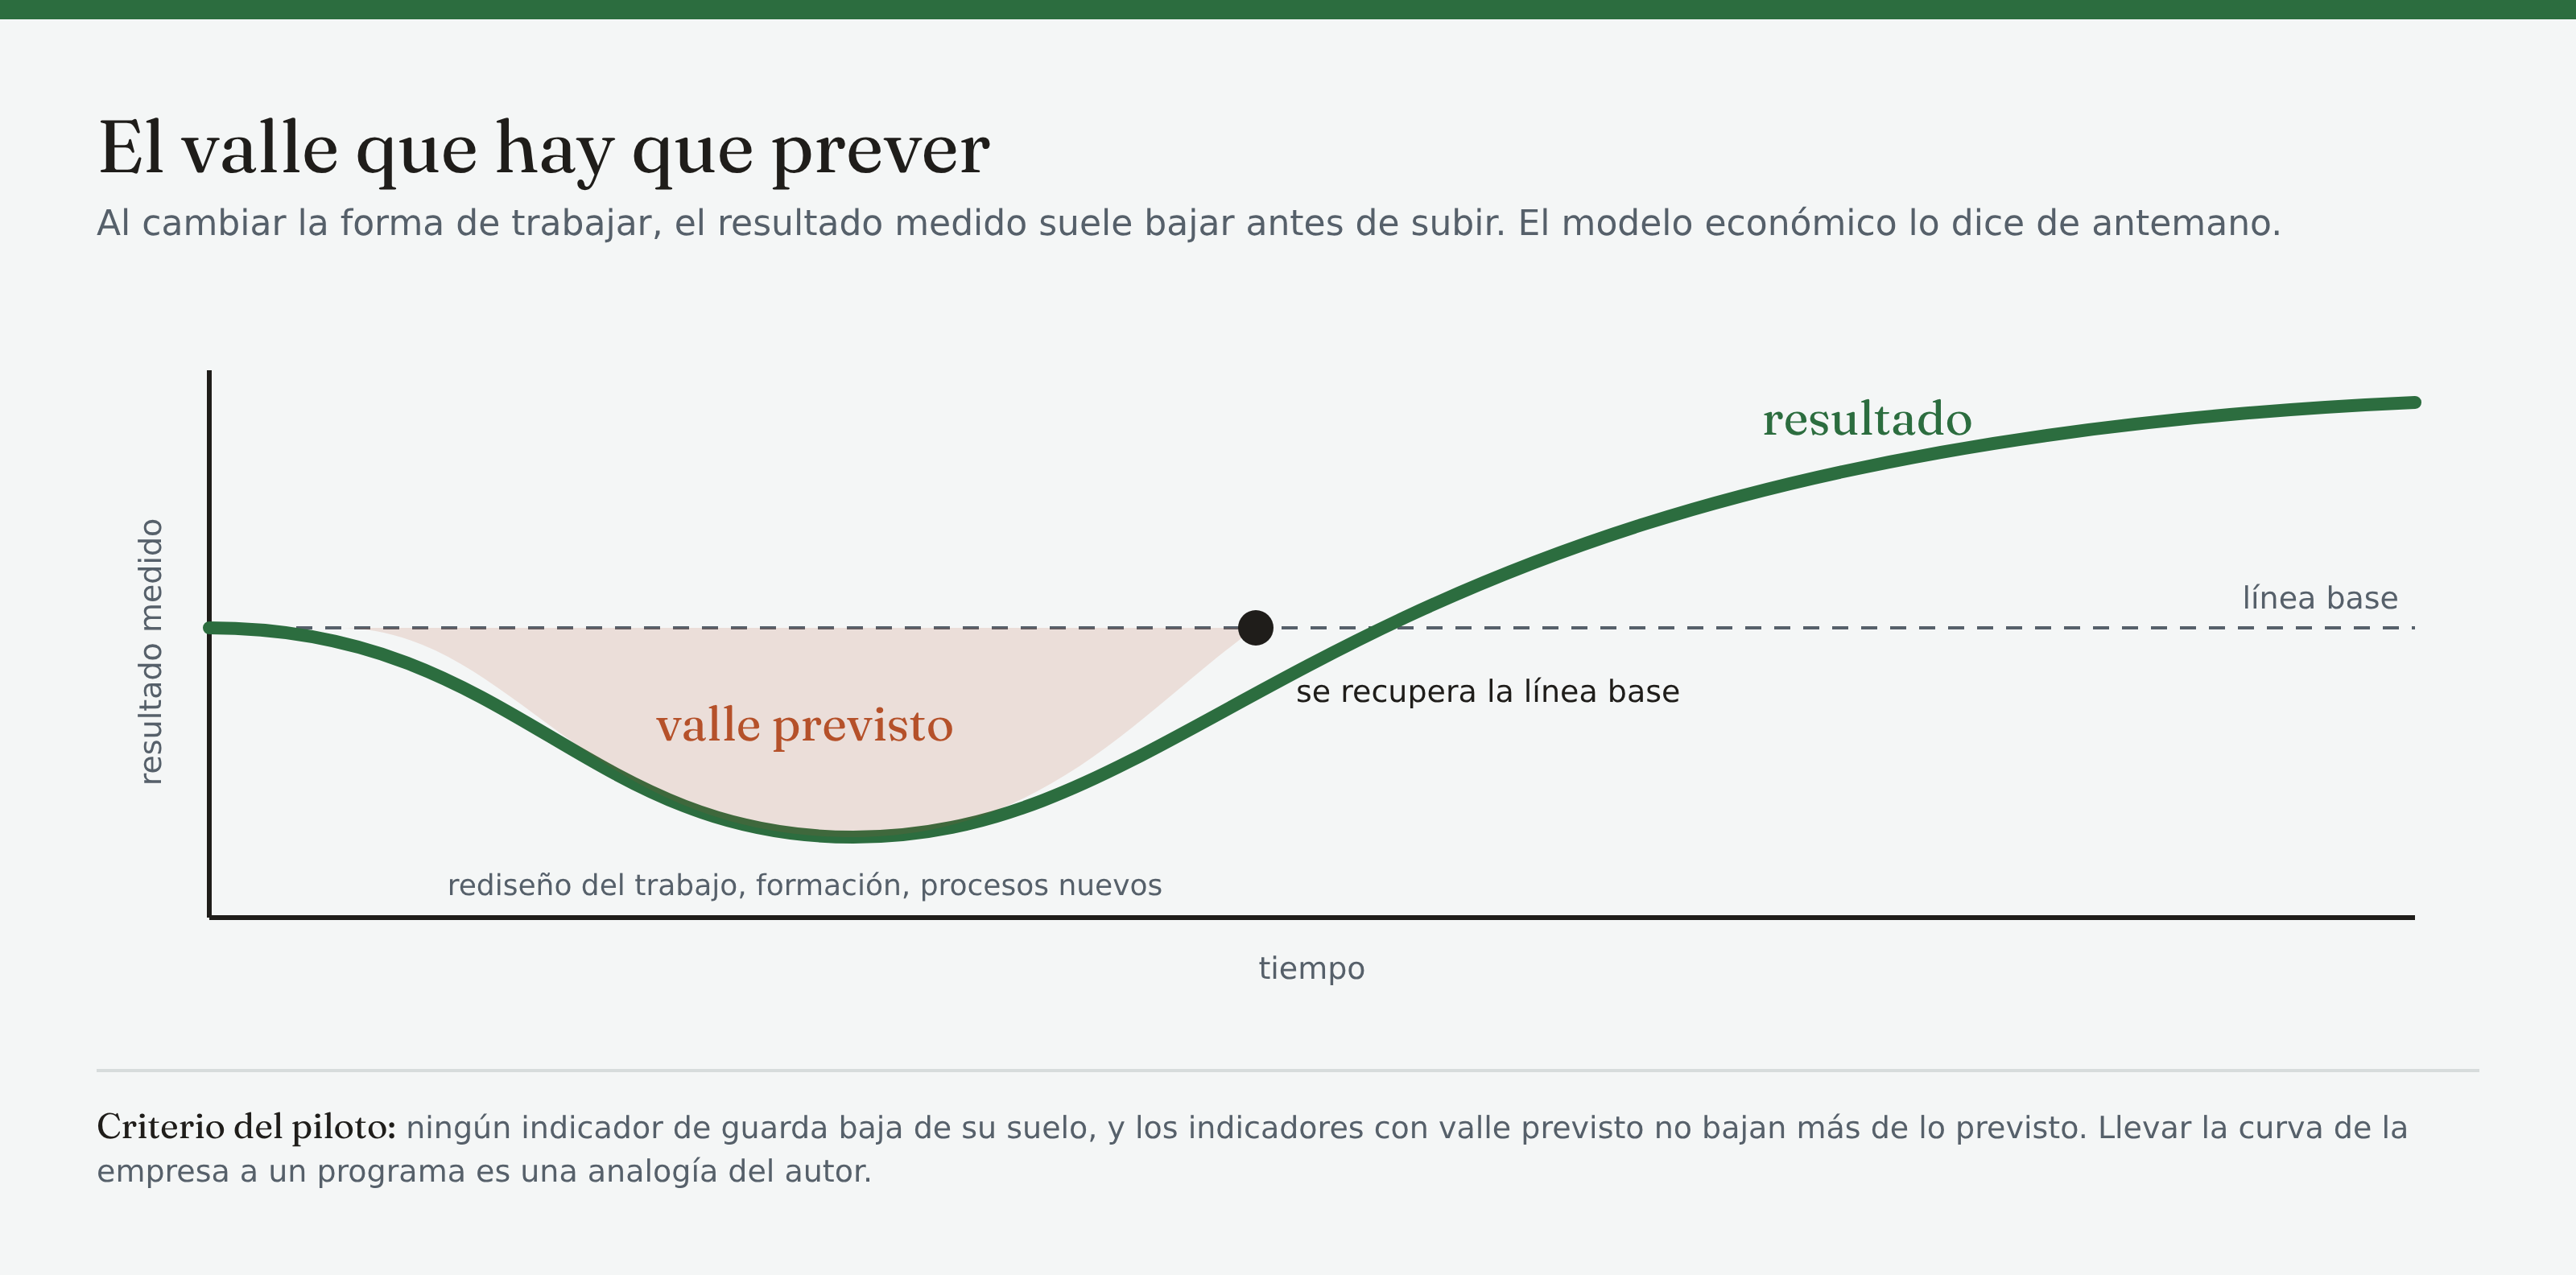 El valle que hay que prever
Al cambiar la forma de trabajar, el resultado medido suele bajar antes de subir. El modelo económico lo dice de antemano.
resultado
línea base
resultado medido
se recupera la línea base
valle previsto
rediseño del trabajo, formación, procesos nuevos
tiempo
Criterio del piloto: ningún indicador de guarda baja de su suelo, y los indicadores con valle previsto no bajan más de lo previsto. Llevar la curva de la
empresa a un programa es una analogía del autor.